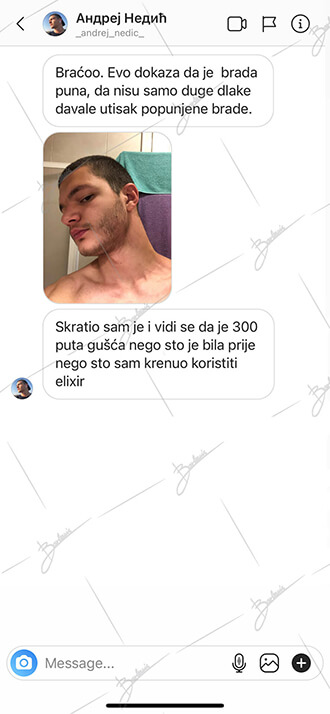 Андреј Недић
_andrej_nedic_
Braćoo. Evo dokaza da je brada
puna, da nisu samo duge dlake
davale utisak popunjene brade.
Skratio sam je i vidi se da je 300
puta gušća nego sto je bila prije
nego sto sam krenuo koristiti
elixir
Message...